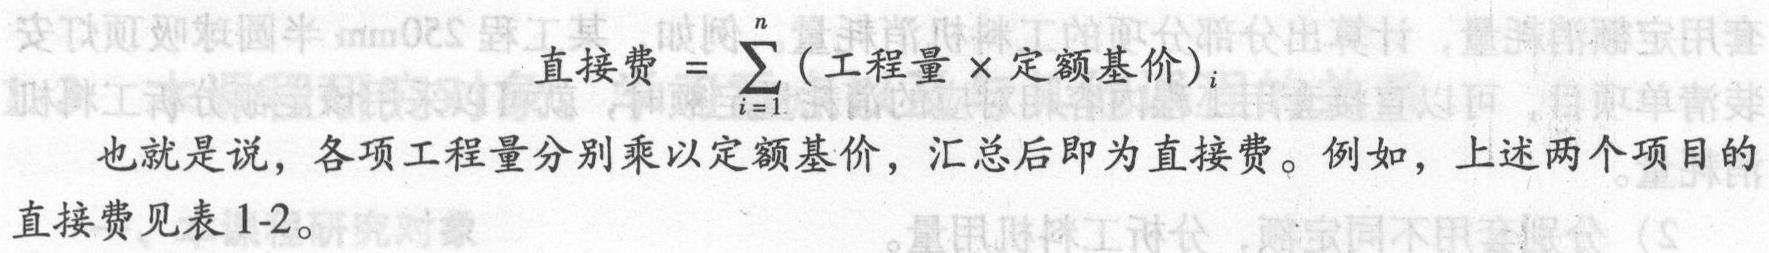 直接费 = \sum_{i=1}^{n} (工程量 × 定额基价)_i
也就是说，各项工程量分别乘以定额基价，汇总后即为直接费。例如，上述两个项目的
直接费见表 1-2。